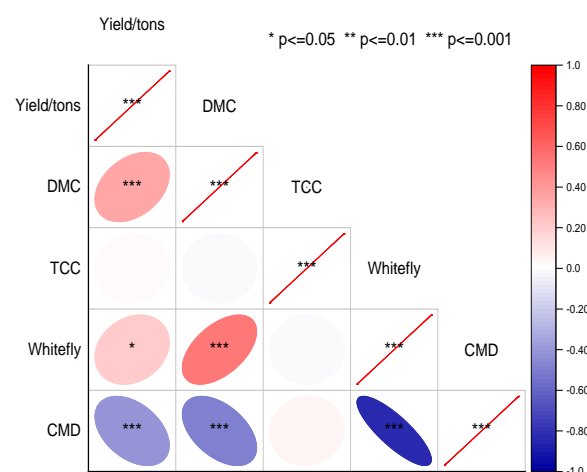 Yield/tons
* p<=0.05 ** p<=0.01 *** p<=0.001
1.0
Yield/tons *** DMC
0.80
0.60
DMC *** *** TCC
0.40
0.20
TCC *** Whitefly
0.0
-0.20
Whitefly * *** *** CMD
-0.40
-0.60
CMD *** *** *** ***
-0.80
-1.0